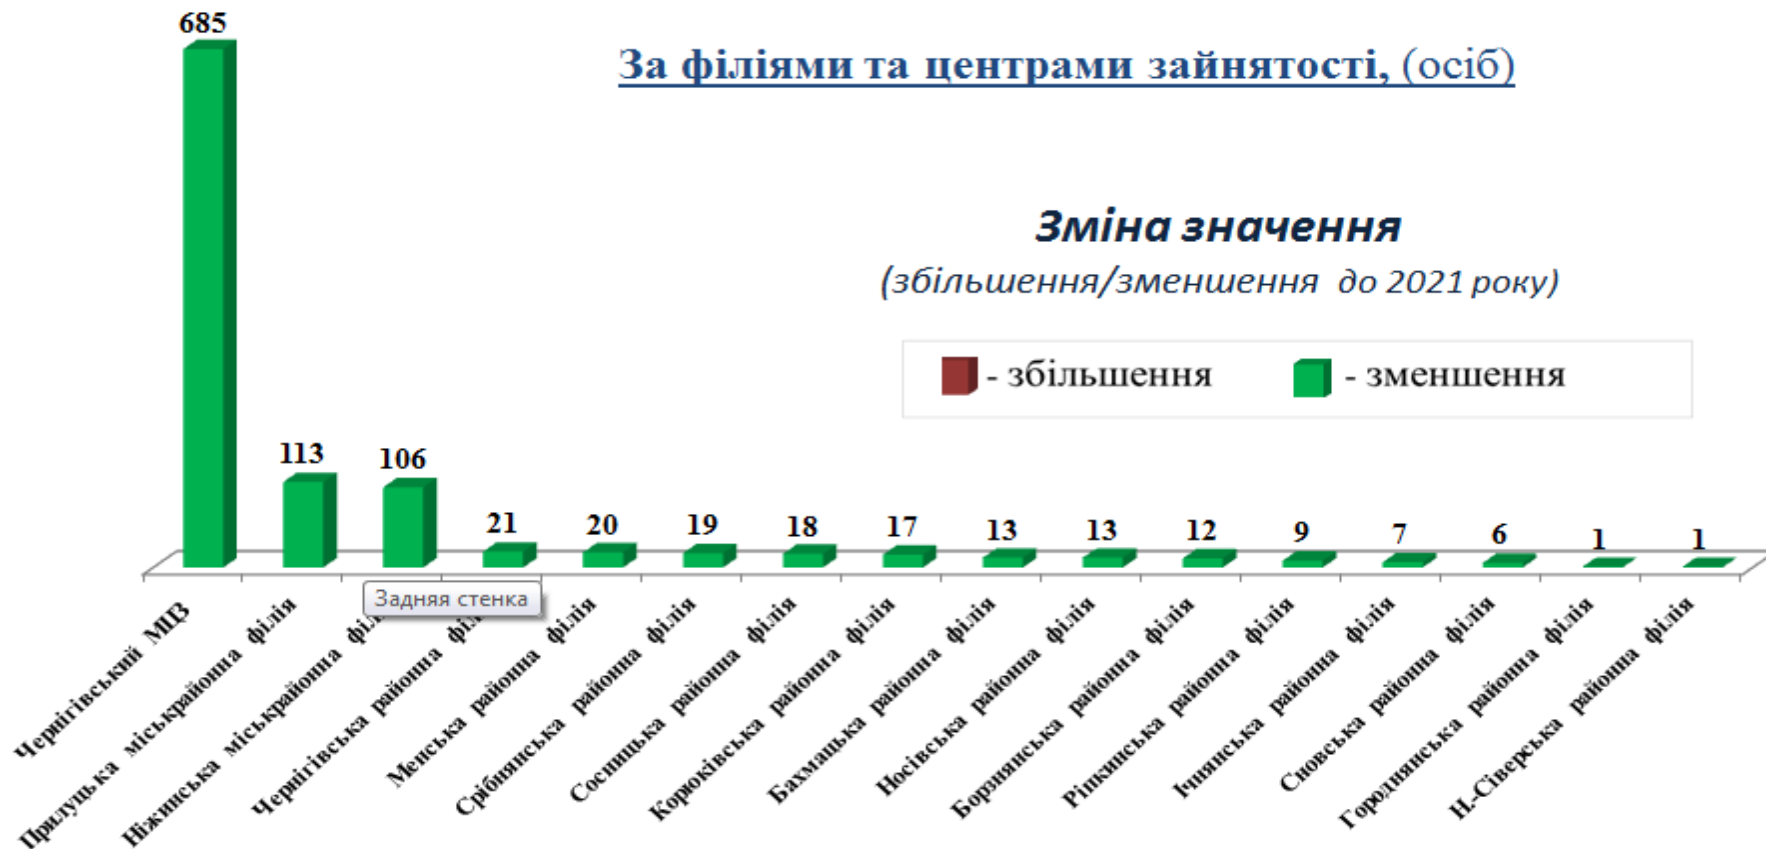 685
За філіями та центрами зайнятості, (осіб)
Зміна значення
(збільшення/зменшення до 2021 року)
- збільшення
- зменшення
113
106
21
20
19
18
17
13
13
12
9
7
6
1
1
Задняя стенка
Чернігівський МЦЗ
Прилуцька міськрайонна філія
Ніжинська міськрайонна філі
Чернігівська районна філі
Менська районна філія
Срібнянська районна філія
Сосницька районна філія
Корюківська районна філія
Бахмацька районна філія
Носівська районна філія
Борзнянська районна філія
Ріпкинська районна філія
Ічнянська районна філія
Сновська районна філія
Городнянська районна філія
Н.-Сіверська районна філія